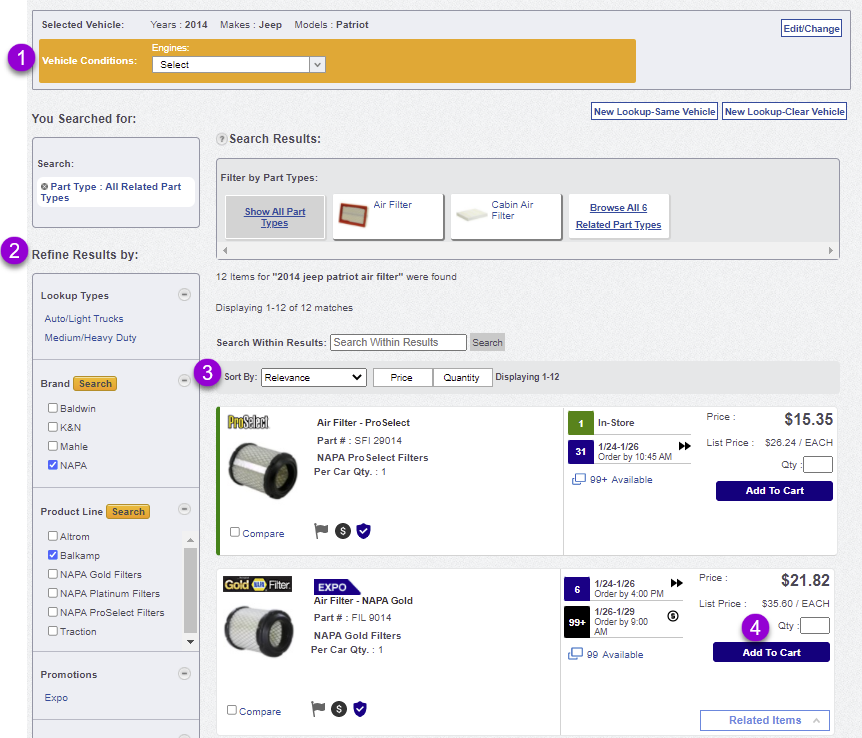 Selected Vehicle: Years : 2014 Makes : Jeep Models : Patriot
Edit/Change
1
Vehicle Conditions:
Engines:
Select
New Lookup-Same Vehicle New Lookup-Clear Vehicle
You Searched for:
Search:
Part Type : All Related Part
Types
? Search Results:
Filter by Part Types:
Show All Part
Types
Air Filter
Cabin Air
Filter
Browse All 6
Related Part Types
12 Items for "2014 jeep patriot air filter" were found
Displaying 1-12 of 12 matches
Search Within Results: Search Within Results Search
2
Refine Results by:
Lookup Types
Auto/Light Trucks
Medium/Heavy Duty
Brand Search
Baldwin
K&N
Mahle
NAPA
Product Line Search
Altrom
Balkamp
NAPA Gold Filters
NAPA Platinum Filters
NAPA ProSelect Filters
Traction
Promotions
Expo
3
Sort By: Relevance Price Quantity Displaying 1-12
ProSelect
Air Filter - ProSelect
Part # : SFI 29014
NAPA ProSelect Filters
Per Car Qty. : 1
Compare
$
1 In-Store
31 1/24-1/26
Order by 10:45 AM
99+ Available
Price : $15.35
List Price : $26.24 / EACH
Qty :
Add To Cart
Gold NAPA Filter
EXPO
Air Filter - NAPA Gold
Part # : FIL 9014
NAPA Gold Filters
Per Car Qty. : 1
Compare
$
6 1/24-1/26
Order by 4:00 PM
99+ 1/26-1/29
Order by 9:00
AM
$
99 Available
Price : $21.82
List Price : $35.60 / EACH
4
Qty :
Add To Cart
Related Items